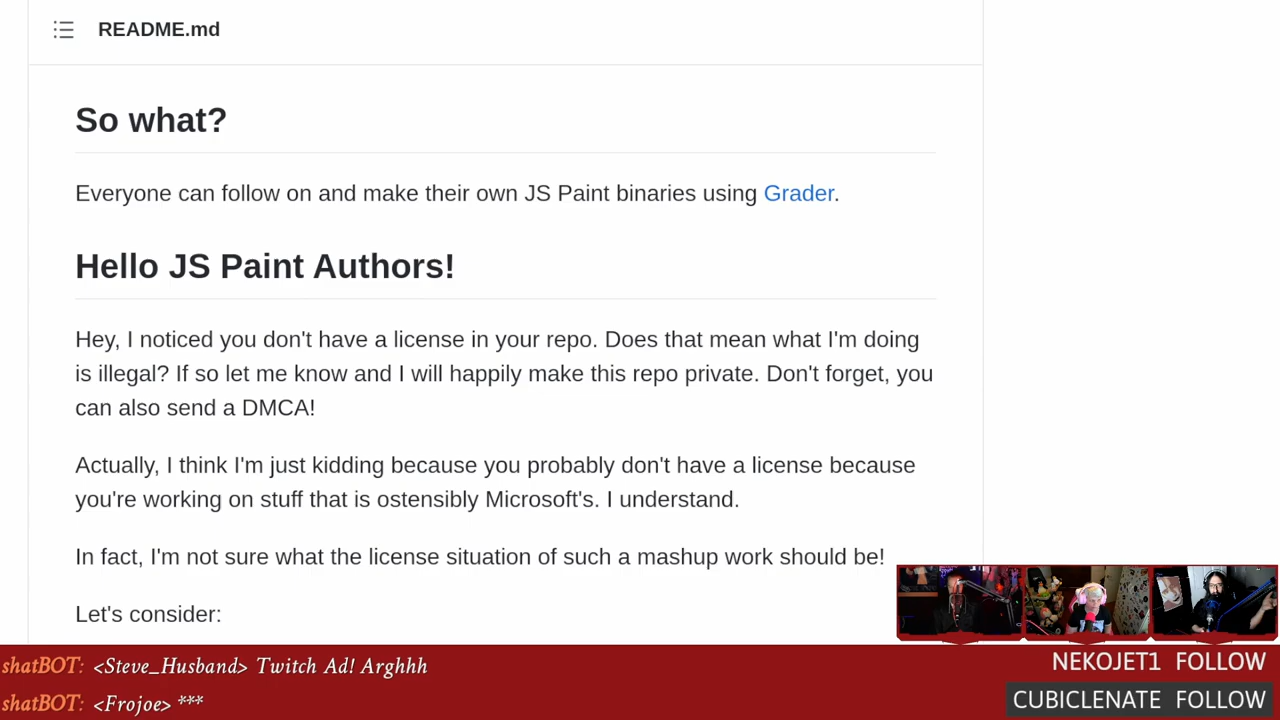 README.md
So what?
Everyone can follow on and make their own JS Paint binaries using Grader.
Hello JS Paint Authors!
Hey, I noticed you don't have a license in your repo. Does that mean what I'm doing
is illegal? If so let me know and I will happily make this repo private. Don't forget, you
can also send a DMCA!
Actually, I think I'm just kidding because you probably don't have a license because
you're working on stuff that is ostensibly Microsoft's. I understand.
In fact, I'm not sure what the license situation of such a mashup work should be!
Let's consider:
shatBOT: <Steve_Husband> Twitch Ad! Arghhh
shatBOT: <Frojoe> ***
NEKOJET1 FOLLOW
CUBICLENATE FOLLOW